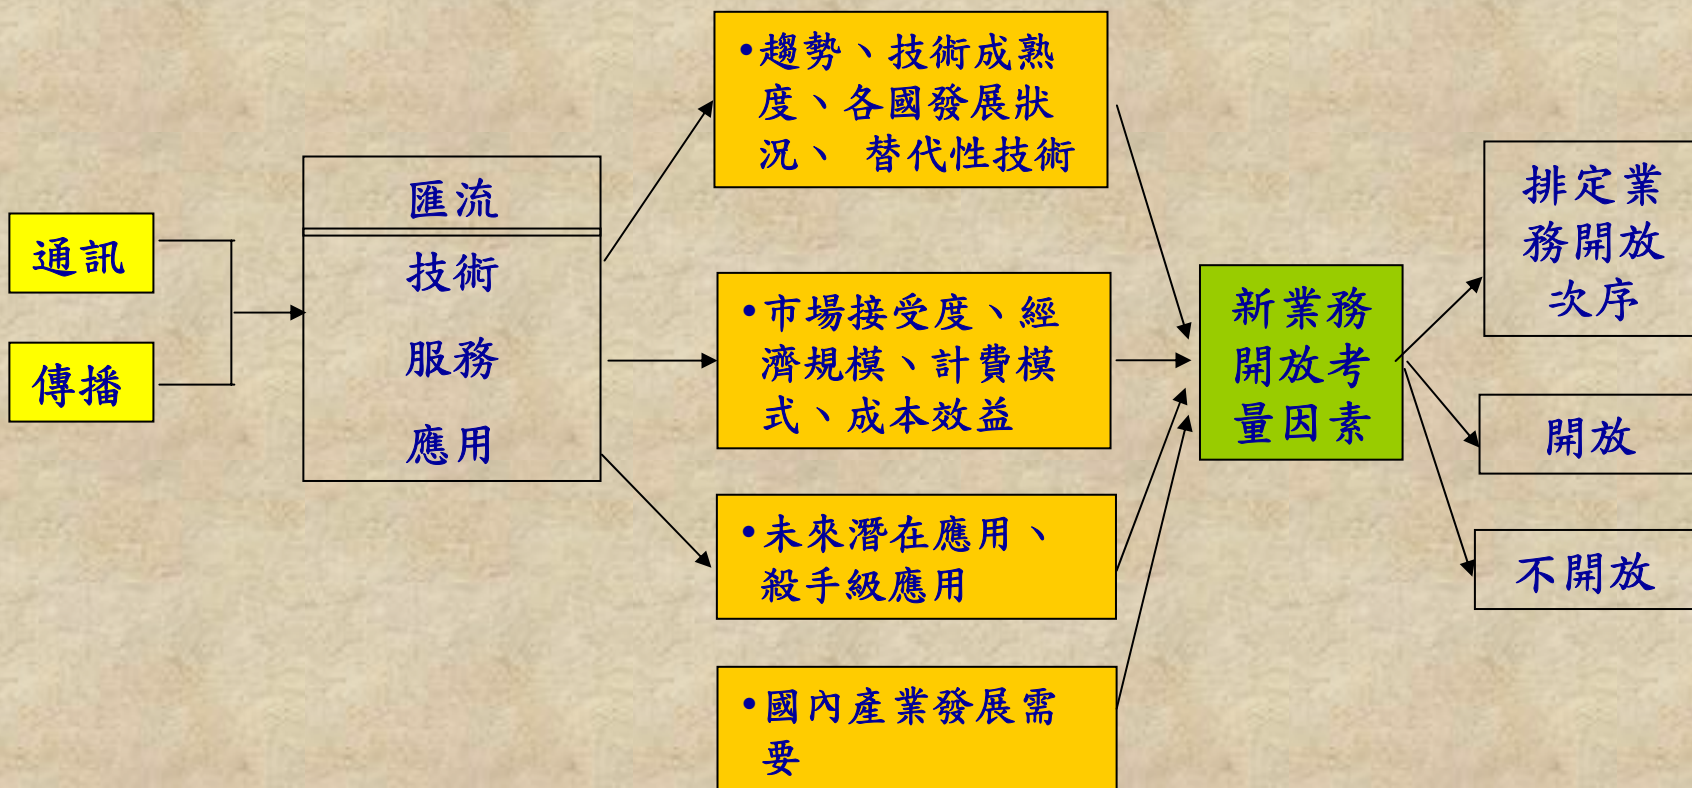 通訊
傳播
匯流
技術
服務
應用
•趨勢、技術成熟
度、各國發展狀
況、 替代性技術
•市場接受度、經
濟規模、計費模
式、成本效益
•未來潛在應用、
殺手級應用
•國內產業發展需
要
新業務
開放考
量因素
排定業
務開放
次序
開放
不開放